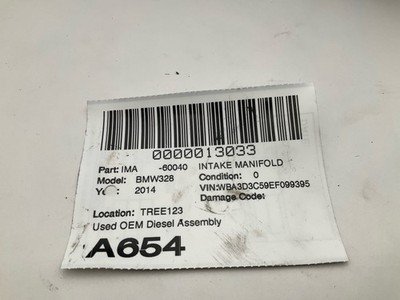 0000013033
Part: IMA -60040 INTAKE MANIFOLD
Model: BMW328 Condition: 0
Year: 2014 VIN:WBA3D3C59EF099395
Damage Code:
Location: TREE123
Used OEM Diesel Assembly
A654